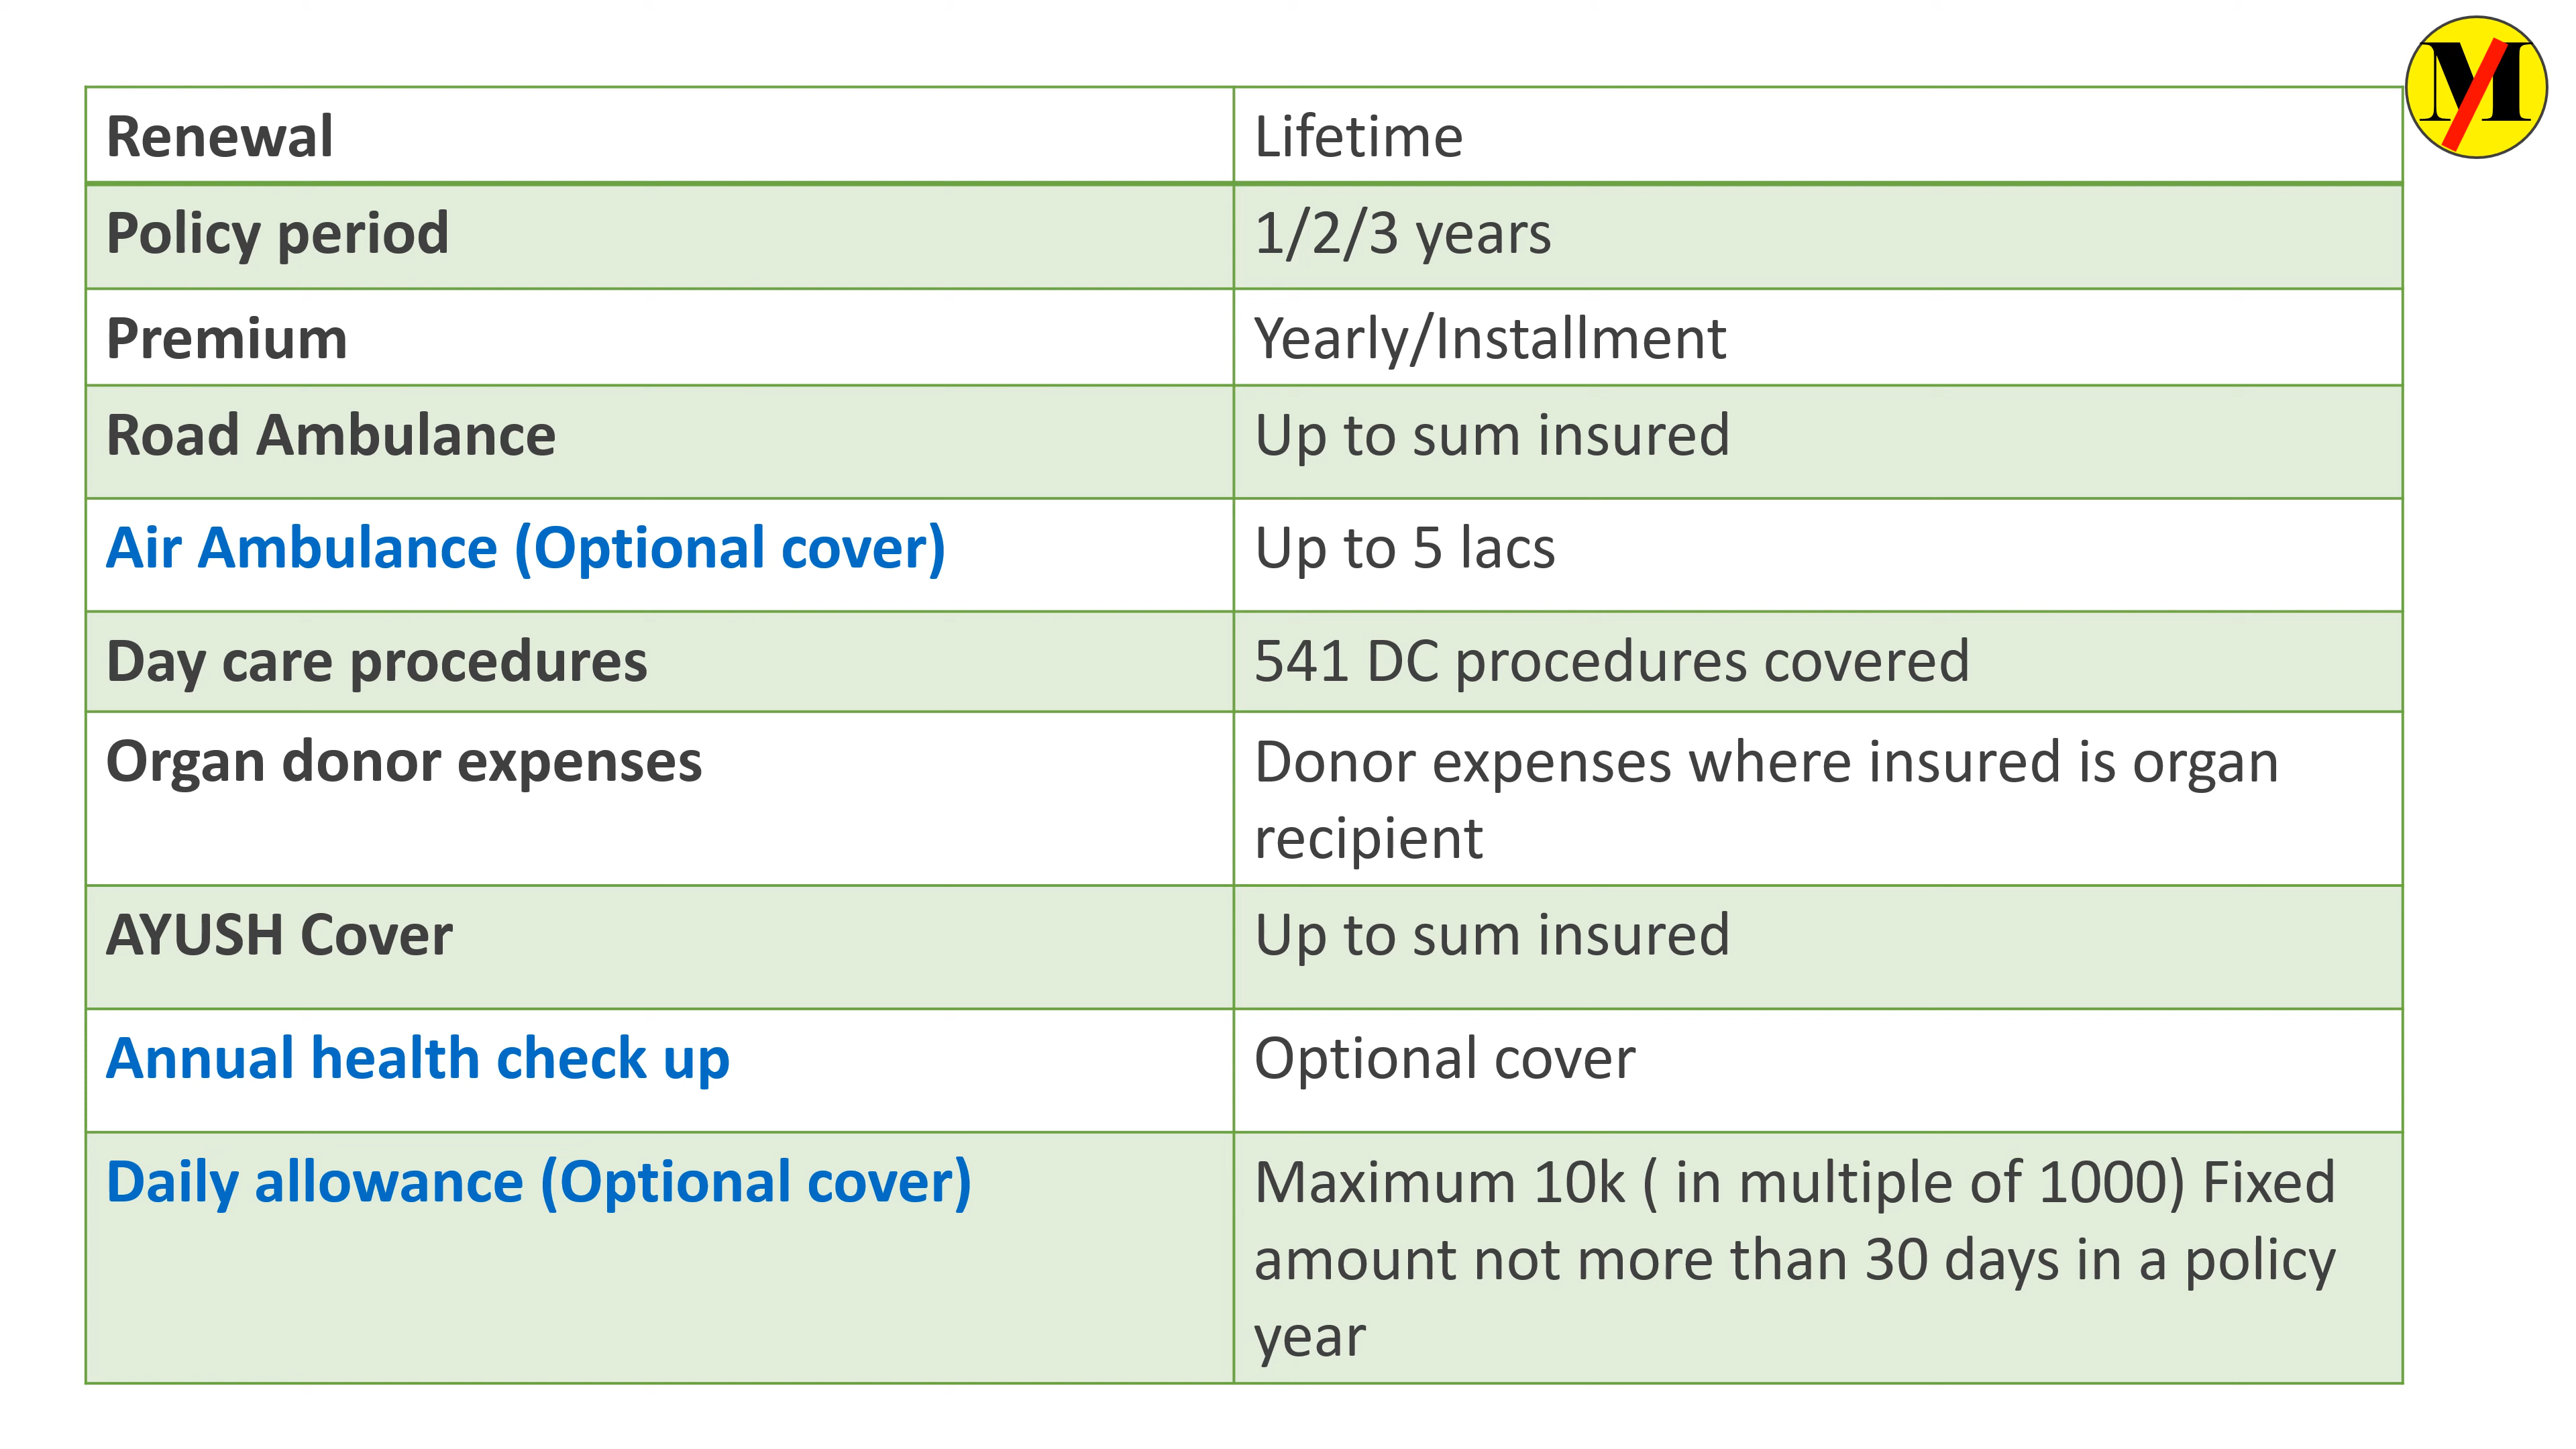 M
Renewal
Lifetime
Policy period
1/2/3 years
Premium
Yearly/Installment
Road Ambulance
Up to sum insured
Air Ambulance (Optional cover)
Up to 5 lacs
Day care procedures
541 DC procedures covered
Organ donor expenses
Donor expenses where insured is organ
recipient
AYUSH Cover
Up to sum insured
Annual health check up
Optional cover
Daily allowance (Optional cover)
Maximum 10k ( in multiple of 1000) Fixed
amount not more than 30 days in a policy
year